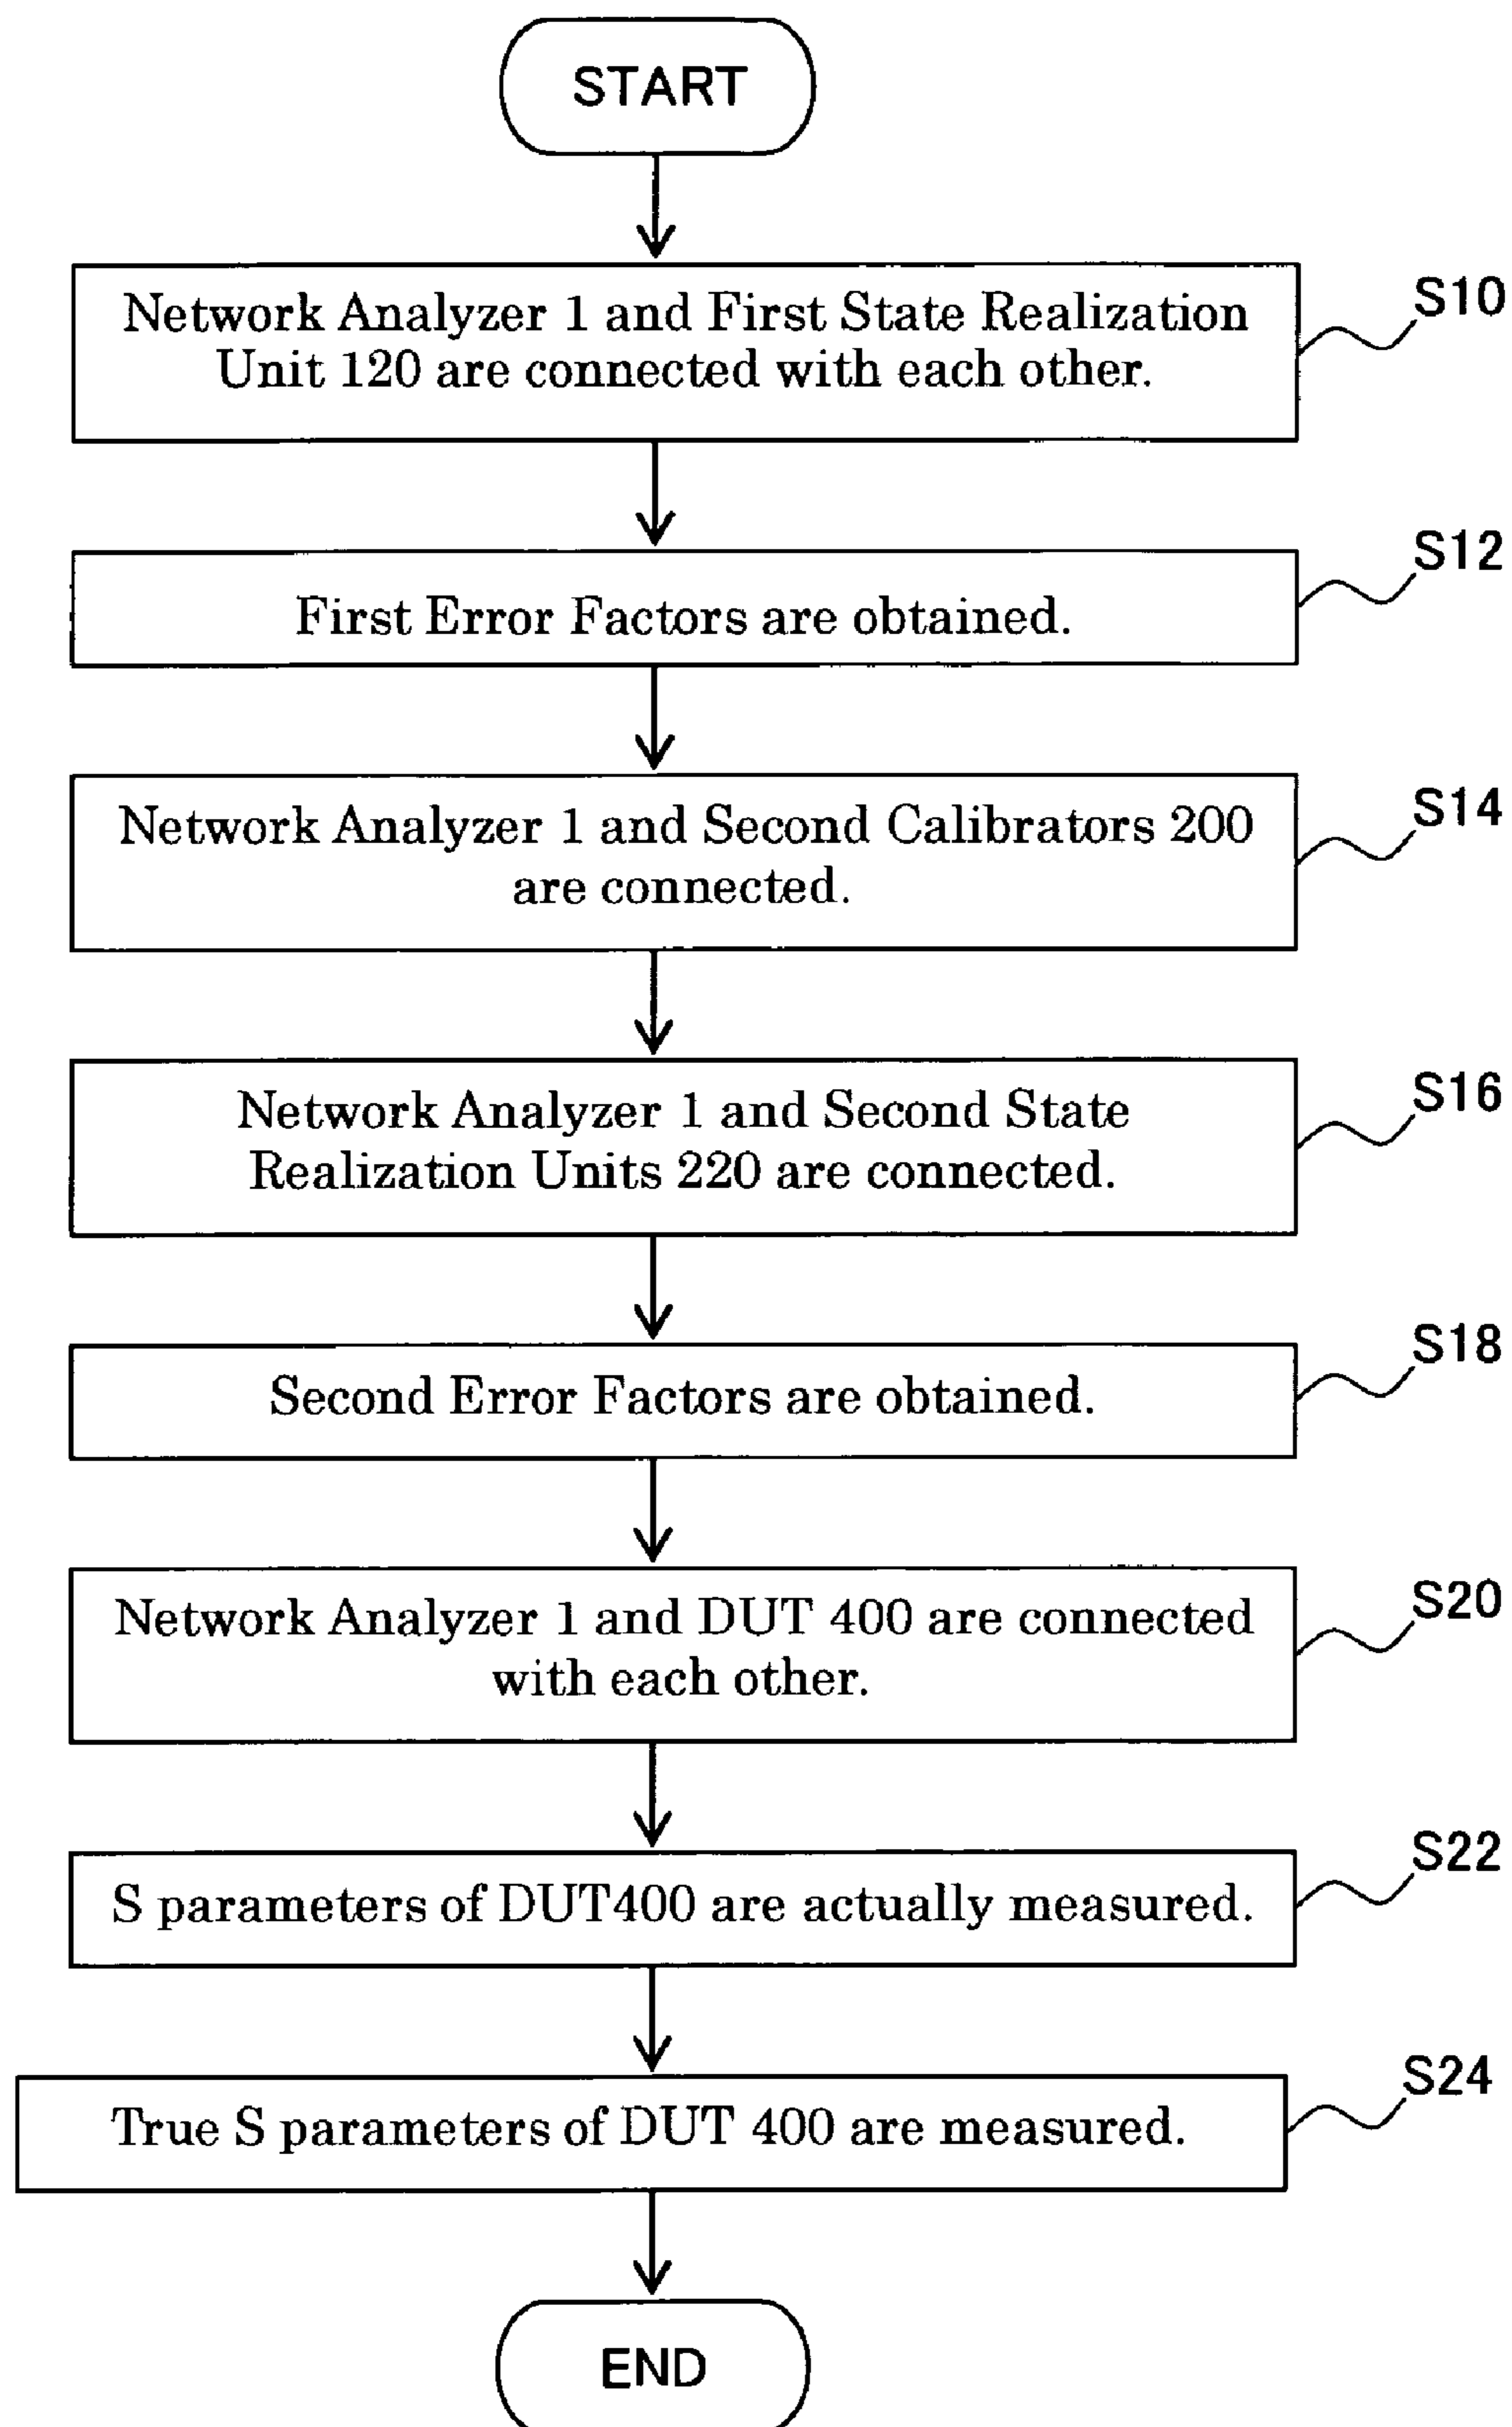 START
Network Analyzer 1 and First State Realization
Unit 120 are connected with each other.
S10
First Error Factors are obtained.
S12
Network Analyzer 1 and Second Calibrators 200
are connected.
S14
Network Analyzer 1 and Second State
Realization Units 220 are connected.
S16
Second Error Factors are obtained.
S18
Network Analyzer 1 and DUT 400 are connected
with each other.
S20
S parameters of DUT400 are actually measured.
S22
True S parameters of DUT 400 are measured.
S24
END